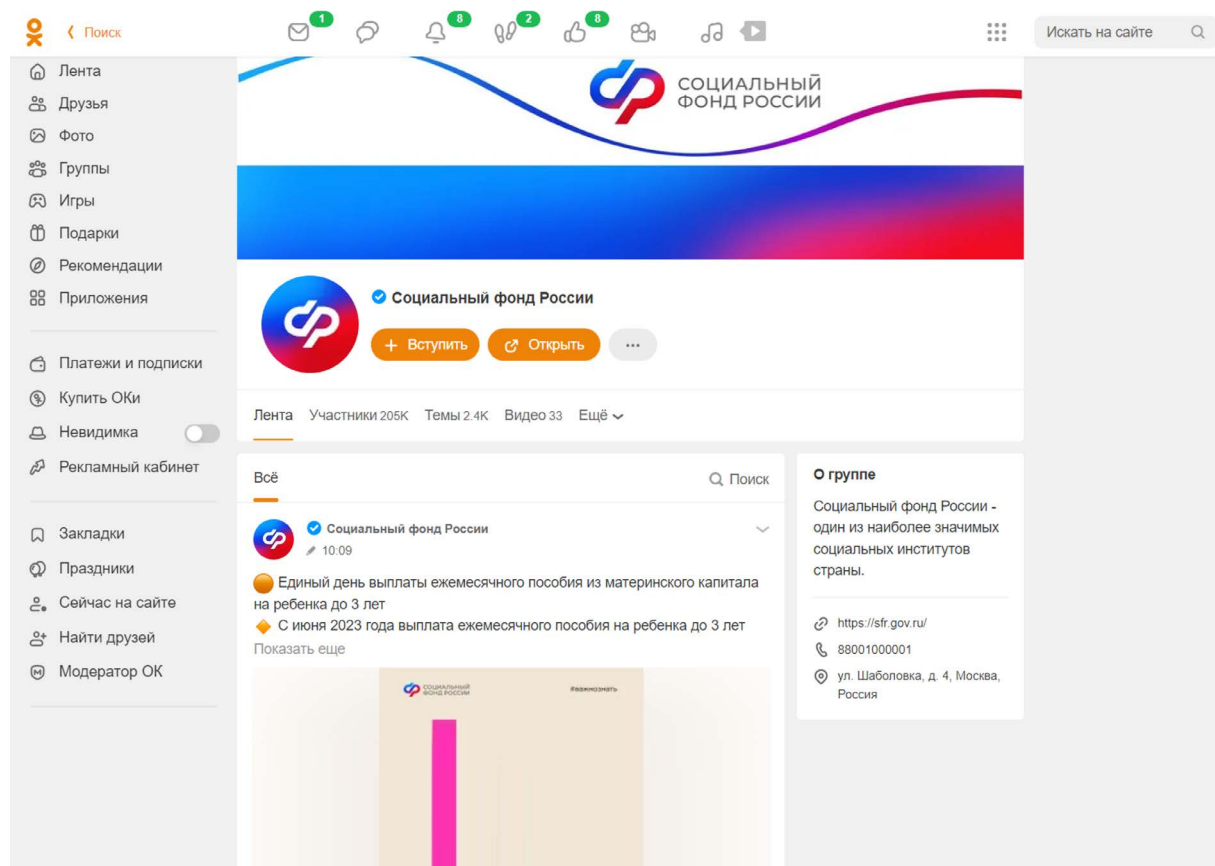 Поиск
1
8
2
8
Искать на сайте
Лента
Друзья
Фото
Группы
Игры
Подарки
Рекомендации
Приложения
Платежи и подписки
Купить ОКи
Невидимка
Рекламный кабинет
Закладки
Праздники
Сейчас на сайте
Найти друзей
Модератор ОК
СОЦИАЛЬНЫЙ
ФОНД РОССИИ
Социальный фонд России
Вступить
Открыть
Лента Участники 205K Темы 2.4K Видео 33 Ещё
Всё
Поиск
Социальный фонд России
10:09
Единый день выплаты ежемесячного пособия из материнского капитала
на ребенка до 3 лет
С июня 2023 года выплата ежемесячного пособия на ребенка до 3 лет
Показать еще
СОЦИАЛЬНЫЙ
ФОНД РОССИИ
#важнознать
О группе
Социальный фонд России -
один из наиболее значимых
социальных институтов
страны.
https://sfr.gov.ru/
88001000001
ул. Шаболовка, д. 4, Москва,
Россия